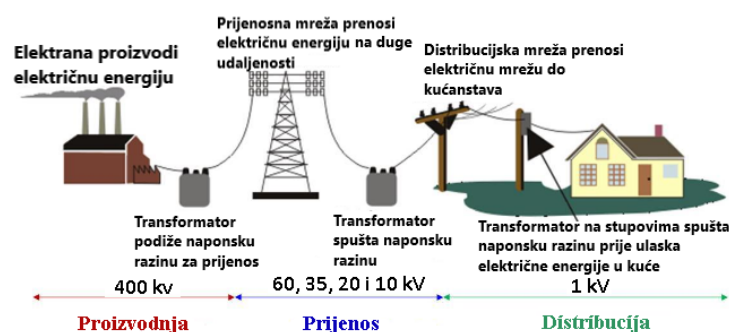 Elektrana proizvodi
električnu energiju
Prijenosna mreža prenosi
električnu energiju na duge
udaljenosti
Distribucijska mreža prenosi
električnu mrežu do
kućanstava
Transformator
podiže naponsku
razinu za prijenos
Transformator
spušta naponsku
razinu
Transformator na stupovima spušta
naponsku razinu prije ulaska
električne energije u kuće
400 kv
60, 35, 20 i 10 kV
1 kV
Proizvodnja
Prijenos
Distribucija